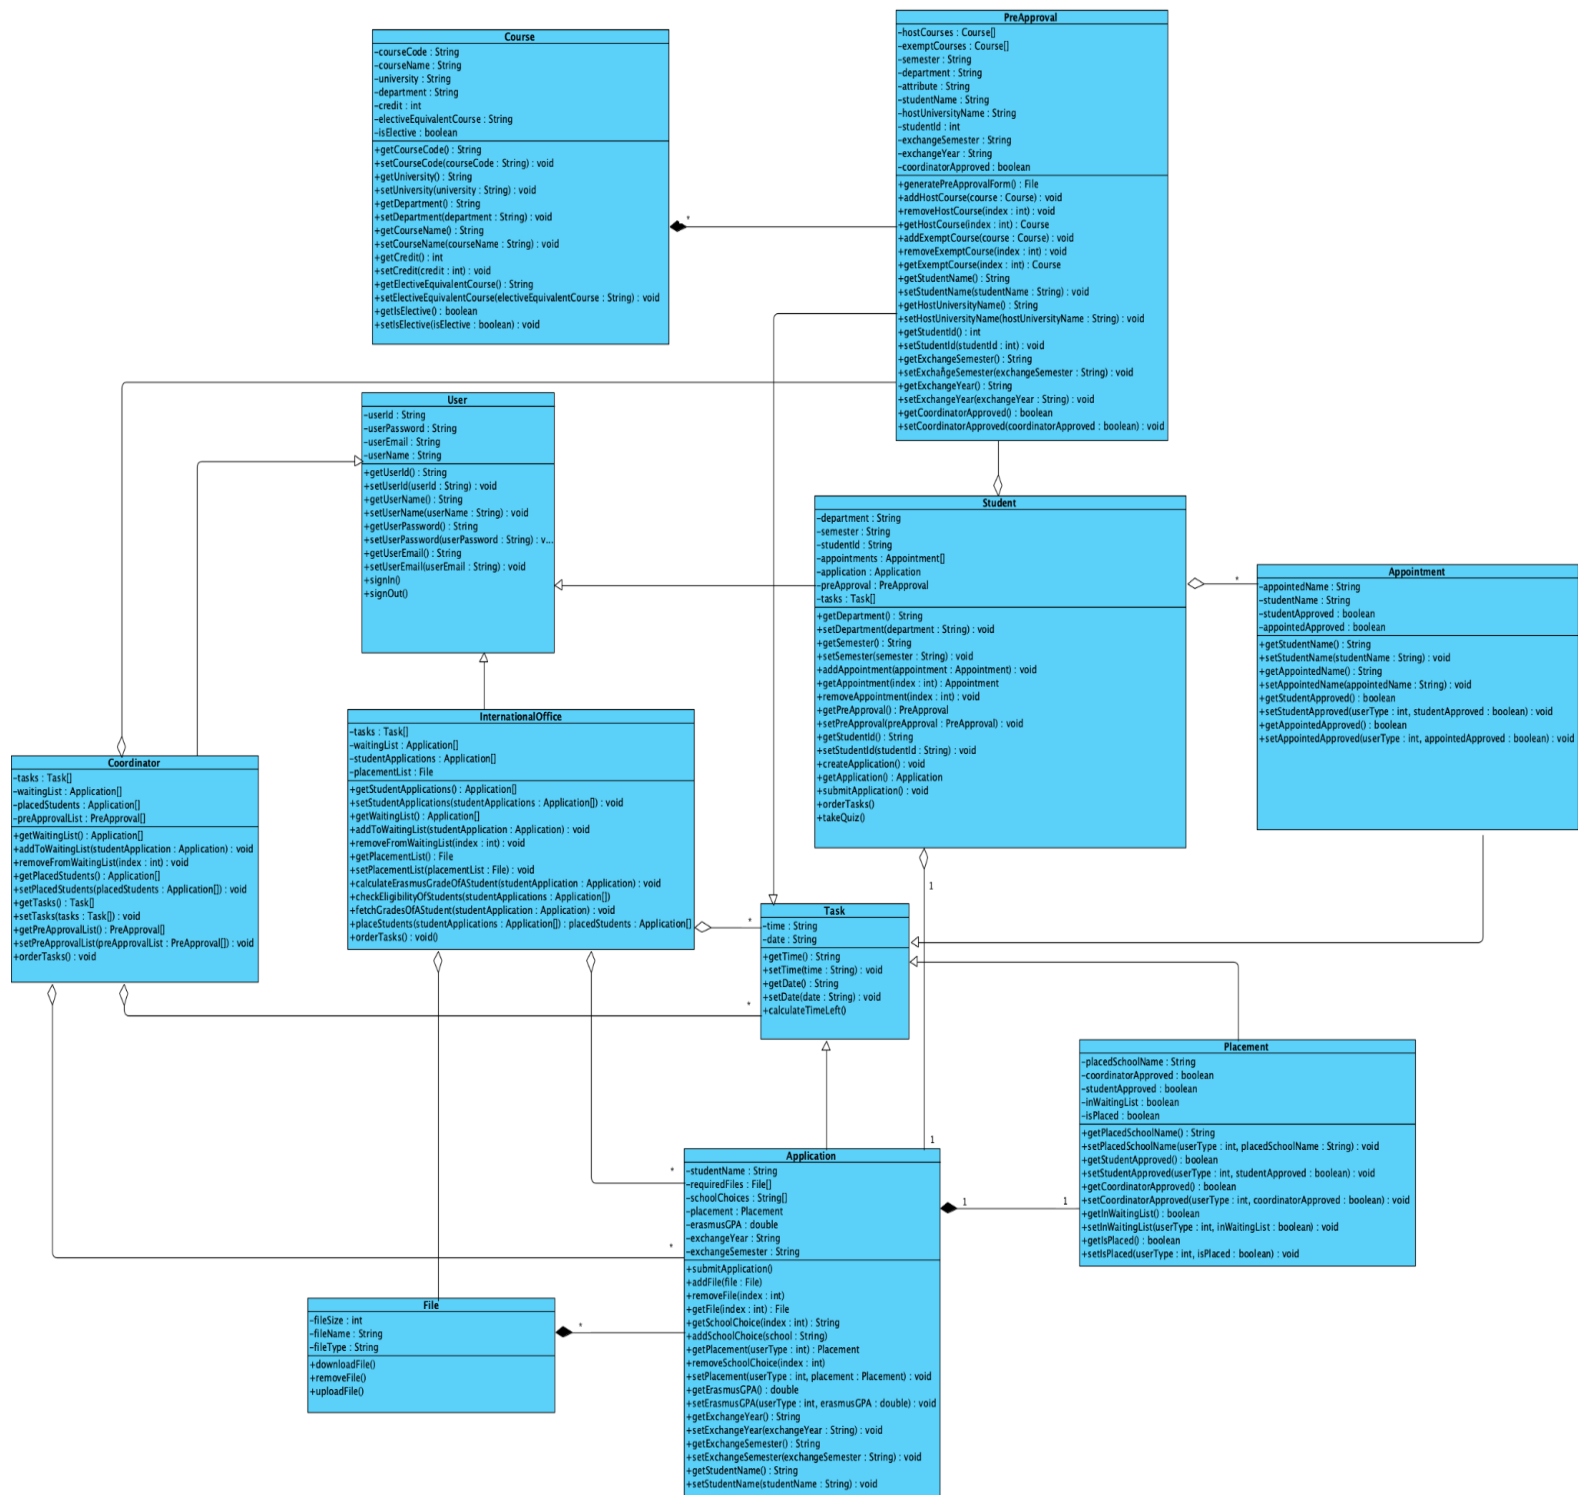 Course
-courseCode : String
-courseName : String
-university : String
-department : String
-credit : int
-electiveEquivalentCourse : String
-isElective : boolean
+getCourseCode() : String
+setCourseCode(courseCode : String) : void
+getUniversity() : String
+setUniversity(university : String) : void
+getDepartment() : String
+setDepartment(department : String) : void
+getCourseName() : String
+setCourseName(courseName : String) : void
+getCredit() : int
+setCredit(credit : int) : void
+getElectiveEquivalentCourse() : String
+setElectiveEquivalentCourse(electiveEquivalentCourse : String) : void
+getIsElective() : boolean
+setIsElective(isElective : boolean) : void
*
PreApproval
-hostCourses : Course[]
-exemptCourses : Course[]
-semester : String
-department : String
-attribute : String
-studentName : String
-hostUniversityName : String
-studentId : int
-exchangeSemester : String
-exchangeYear : String
-coordinatorApproved : boolean
+generatePreApprovalForm() : File
+addHostCourse(course : Course) : void
+removeHostCourse(index : int) : void
+getHostCourse(index : int) : Course
+addExemptCourse(course : Course) : void
+removeExemptCourse(index : int) : void
+getExemptCourse(index : int) : Course
+getStudentName() : String
+setStudentName(studentName : String) : void
+getHostUniversityName() : String
+setHostUniversityName(hostUniversityName : String) : void
+getStudentId() : int
+setStudentId(studentId : int) : void
+getExchangeSemester() : String
+setExchangeSemester(exchangeSemester : String) : void
+getExchangeYear() : String
+setExchangeYear(exchangeYear : String) : void
+getCoordinatorApproved() : boolean
+setCoordinatorApproved(coordinatorApproved : boolean) : void
User
-userId : String
-userPassword : String
-userEmail : String
-userName : String
+getUserId() : String
+setUserId(userId : String) : void
+getUserName() : String
+setUserName(userName : String) : void
+getUserPassword() : String
+setUserPassword(userPassword : String) : v...
+getUserEmail() : String
+setUserEmail(userEmail : String) : void
+signIn()
+signOut()
Student
-department : String
-semester : String
-studentId : String
-appointments : Appointment[]
-application : Application
-preApproval : PreApproval
-tasks : Task[]
+getDepartment() : String
+setDepartment(department : String) : void
+getSemester() : String
+setSemester(semester : String) : void
+addAppointment(appointment : Appointment) : void
+getAppointment(index : int) : Appointment
+removeAppointment(index : int) : void
+getPreApproval() : PreApproval
+setPreApproval(preApproval : PreApproval) : void
+getStudentId() : String
+setStudentId(studentId : String) : void
+createApplication() : void
+getApplication() : Application
+submitApplication() : void
+orderTasks()
+takeQuiz()
*
1
Appointment
-appointedName : String
-studentName : String
-studentApproved : boolean
-appointedApproved : boolean
+getStudentName() : String
+setStudentName(studentName : String) : void
+getAppointedName() : String
+setAppointedName(appointedName : String) : void
+getStudentApproved() : boolean
+setStudentApproved(userType : int, studentApproved : boolean) : void
+getAppointedApproved() : boolean
+setAppointedApproved(userType : int, appointedApproved : boolean) : void
InternationalOffice
-tasks : Task[]
-waitingList : Application[]
-studentApplications : Application[]
-placementList : File
+getStudentApplications() : Application[]
+setStudentApplications(studentApplications : Application[]) : void
+getWaitingList() : Application[]
+addToWaitingList(studentApplication : Application) : void
+removeFromWaitingList(index : int) : void
+getPlacementList() : File
+setPlacementList(placementList : File) : void
+calculateErasmusGradeOfAStudent(studentApplication : Application) : void
+checkEligibilityOfStudents(studentApplications : Application[])
+fetchGradesOfAStudent(studentApplication : Application) : void
+placeStudents(studentApplications : Application[]) : placedStudents : Application[]
+orderTasks() : void()
*
Coordinator
-tasks : Task[]
-waitingList : Application[]
-placedStudents : Application[]
-preApprovalList : PreApproval[]
+getWaitingList() : Application[]
+addToWaitingList(studentApplication : Application) : void
+removeFromWaitingList(index : int) : void
+getPlacedStudents() : Application[]
+setPlacedStudents(placedStudents : Application[]) : void
+getTasks() : Task[]
+setTasks(tasks : Task[]) : void
+getPreApprovalList() : PreApproval[]
+setPreApprovalList(preApprovalList : PreApproval[]) : void
+orderTasks() : void
*
Task
-time : String
-date : String
+getTime() : String
+setTime(time : String) : void
+getDate() : String
+setDate(date : String) : void
+calculateTimeLeft()
Placement
-placedSchoolName : String
-coordinatorApproved : boolean
-studentApproved : boolean
-inWaitingList : boolean
-isPlaced : boolean
+getPlacedSchoolName() : String
+setPlacedSchoolName(userType : int, placedSchoolName : String) : void
+getStudentApproved() : boolean
+setStudentApproved(userType : int, studentApproved : boolean) : void
+getCoordinatorApproved() : boolean
+setCoordinatorApproved(userType : int, coordinatorApproved : boolean) : void
+getInWaitingList() : boolean
+setInWaitingList(userType : int, inWaitingList : boolean) : void
+getIsPlaced() : boolean
+setIsPlaced(userType : int, isPlaced : boolean) : void
1
*
*
1
1
Application
-studentName : String
-requiredFiles : File[]
-schoolChoices : String[]
-placement : Placement
-erasmusGPA : double
-exchangeYear : String
-exchangeSemester : String
+submitApplication()
+addFile(file : File)
+removeFile(index : int)
+getFile(index : int) : File
+getSchoolChoice(index : int) : String
+addSchoolChoice(school : String)
+getPlacement(userType : int) : Placement
+removeSchoolChoice(index : int)
+setPlacement(userType : int, placement : Placement) : void
+getErasmusGPA() : double
+setErasmusGPA(userType : int, erasmusGPA : double) : void
+getExchangeYear() : String
+setExchangeYear(exchangeYear : String) : void
+getExchangeSemester() : String
+setExchangeSemester(exchangeSemester : String) : void
+getStudentName() : String
+setStudentName(studentName : String) : void
File
-fileSize : int
-fileName : String
-fileType : String
+downloadFile()
+removeFile()
+uploadFile()
*